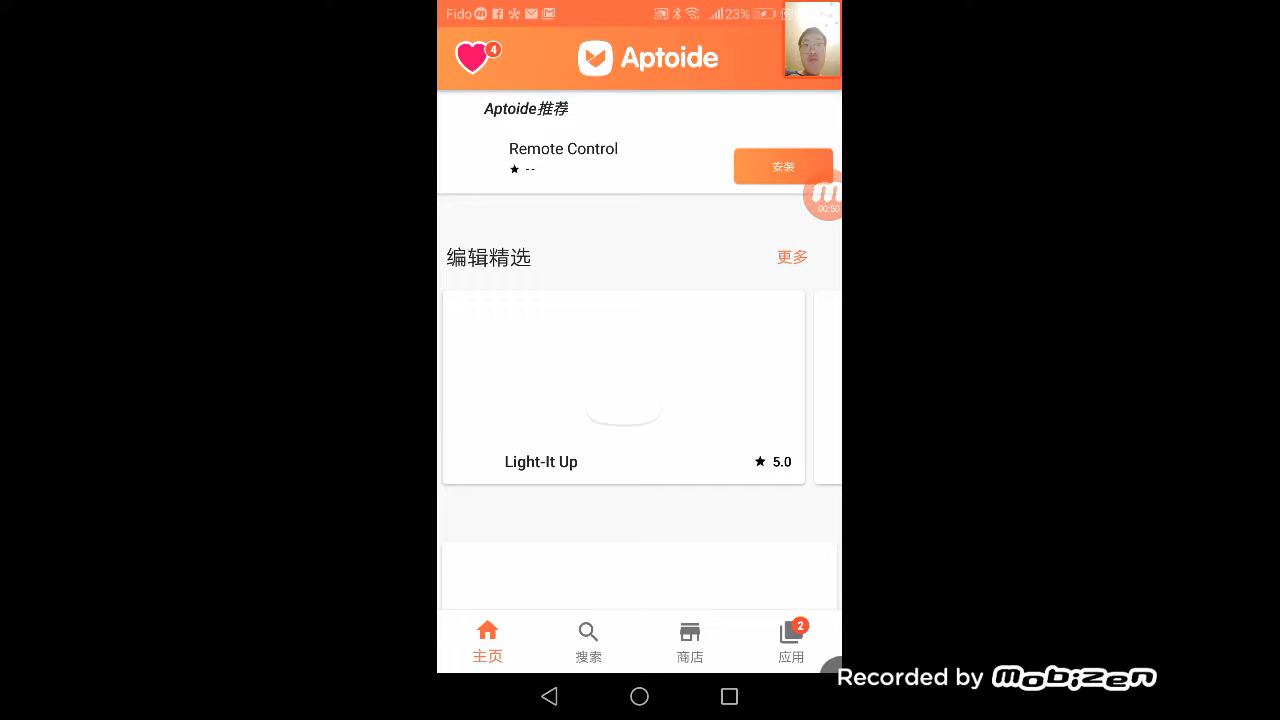 Fido 23%
4 Aptoide
Aptoide推荐
Remote Control
★ --
安装
00:50
编辑精选
更多
Light-It Up
★ 5.0
2
主页 搜索 商店 应用
Recorded by mobizen